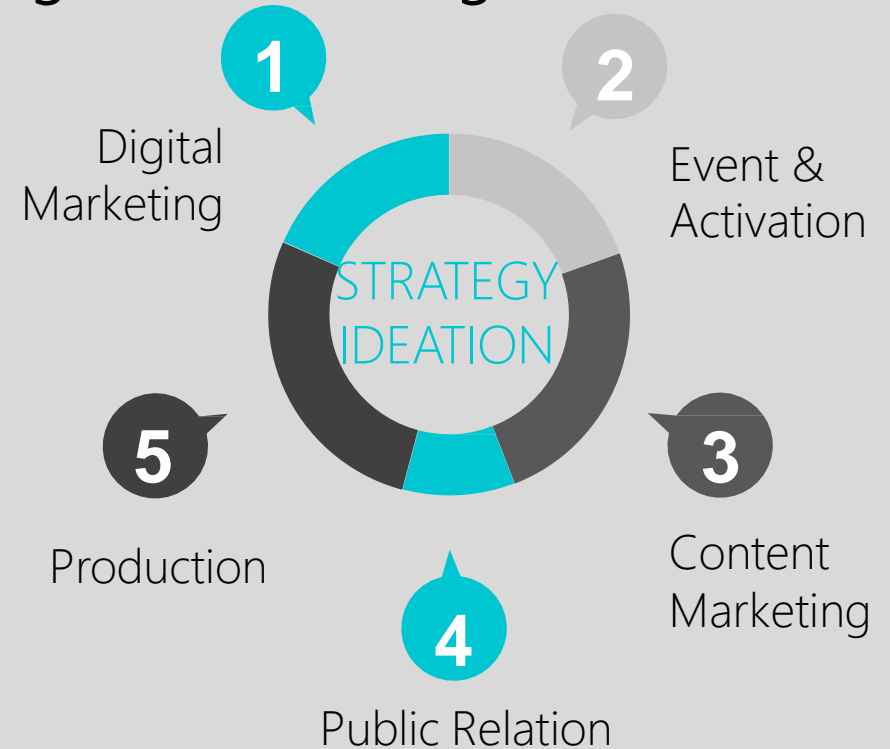 1
Digital
Marketing
2
Event &
Activation
STRATEGY
IDEATION
3
Content
Marketing
4
Public Relation
5
Production